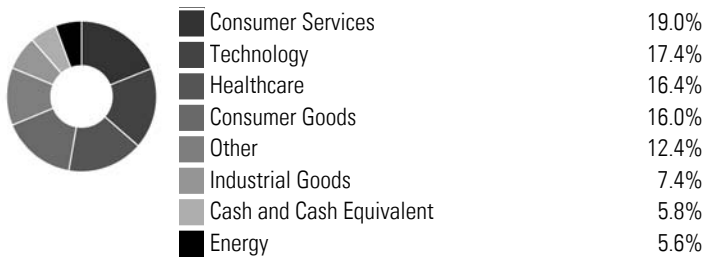 Consumer Services 19.0%
Technology 17.4%
Healthcare 16.4%
Consumer Goods 16.0%
Other 12.4%
Industrial Goods 7.4%
Cash and Cash Equivalent 5.8%
Energy 5.6%